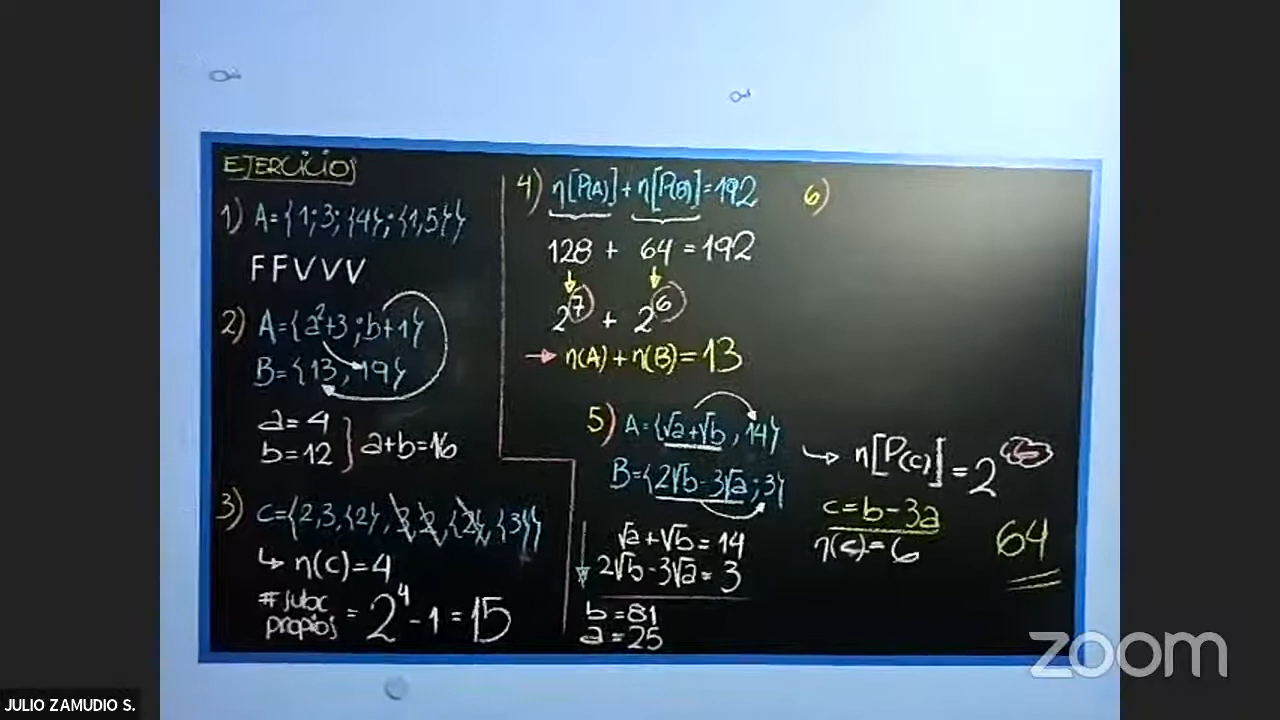 EJERCICIOS
1) A={1;3;{4};{1,5}}
FFVVV
2) A={a²+3;b+1}
B={13,19}
a=4
b=12
a+b=16
3) C={2,3,{2},2,2,{2},{3}}
↳ η(C)=4
# subc propios = 2⁴-1=15
4) η[P(A)]+η[P(B)]=192
128 + 64 = 192
2⁷ + 2⁶
→ η(A)+η(B)=13
5) A={√a+√b, 14}
B={2√b-3√a;3}
√a+√b=14
2√b-3√a=3
b=81
a=25
6)
↪ η[P(C)]=2⁶
C=b-3a
η(C)=6
64
zoom
JULIO ZAMUDIO S.